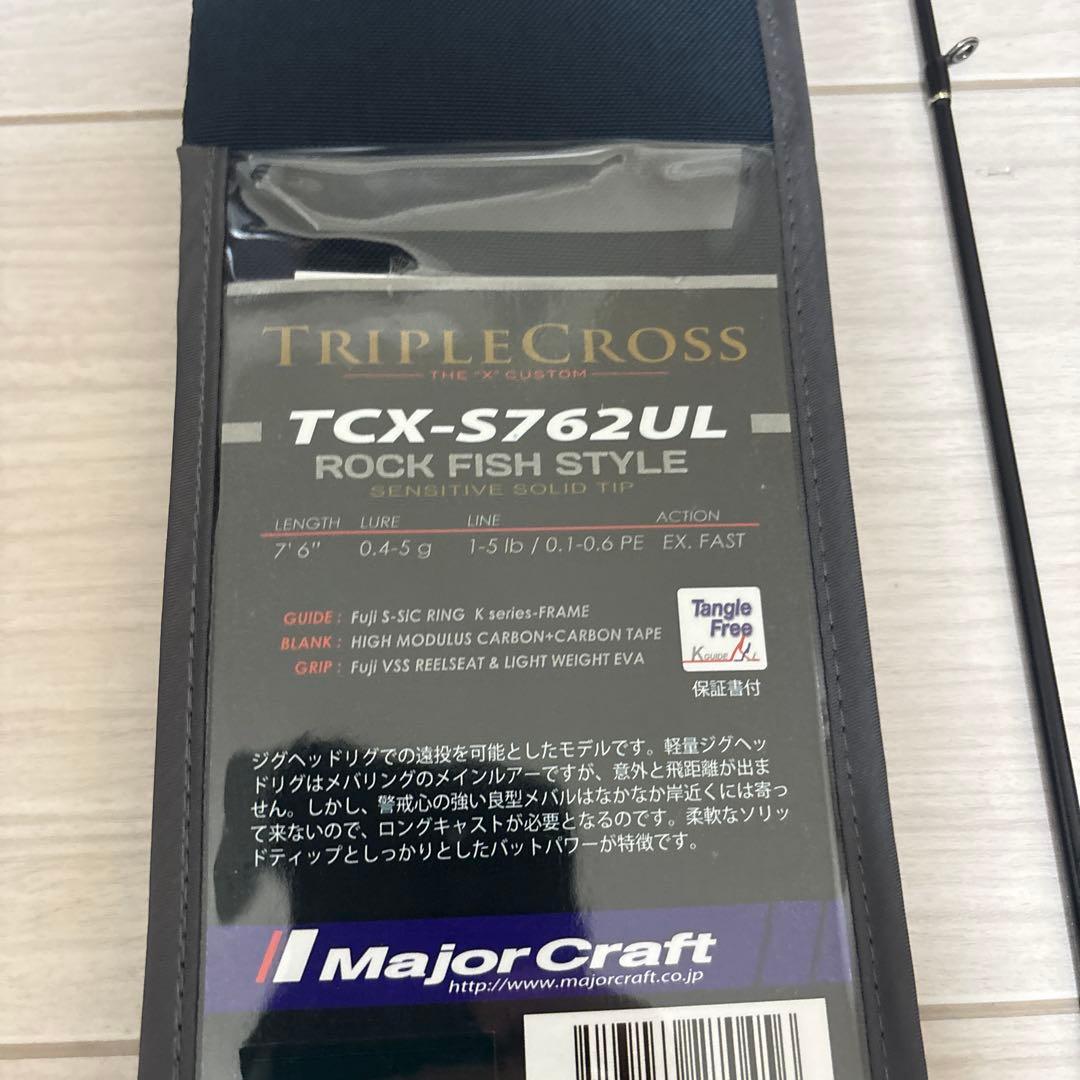 TRIPLECROSS
THE "X" CUSTOM
TCX-S762UL
ROCK FISH STYLE
SENSITIVE SOLID TIP
LENGTH LURE LINE ACTION
7' 6" 0.4-5 g 1-5 lb / 0.1-0.6 PE EX. FAST
GUIDE : Fuji S-SiC RING K series-FRAME
BLANK : HIGH MODULUS CARBON+CARBON TAPE
GRIP : Fuji VSS REELSEAT & LIGHT WEIGHT EVA
Tangle
Free
K GUIDE
保証書付
ジグヘッドリグでの遠投を可能としたモデルです。軽量ジグヘッ
ドリグはメバリングのメインルアーですが、意外と飛距離が出ま
せん。しかし、警戒心の強い良型メバルはなかなか岸近くには寄っ
て来ないので、ロングキャストが必要となるのです。柔軟なソリッ
ドティップとしっかりとしたバットパワーが特徴です。
Major Craft
http://www.majorcraft.co.jp